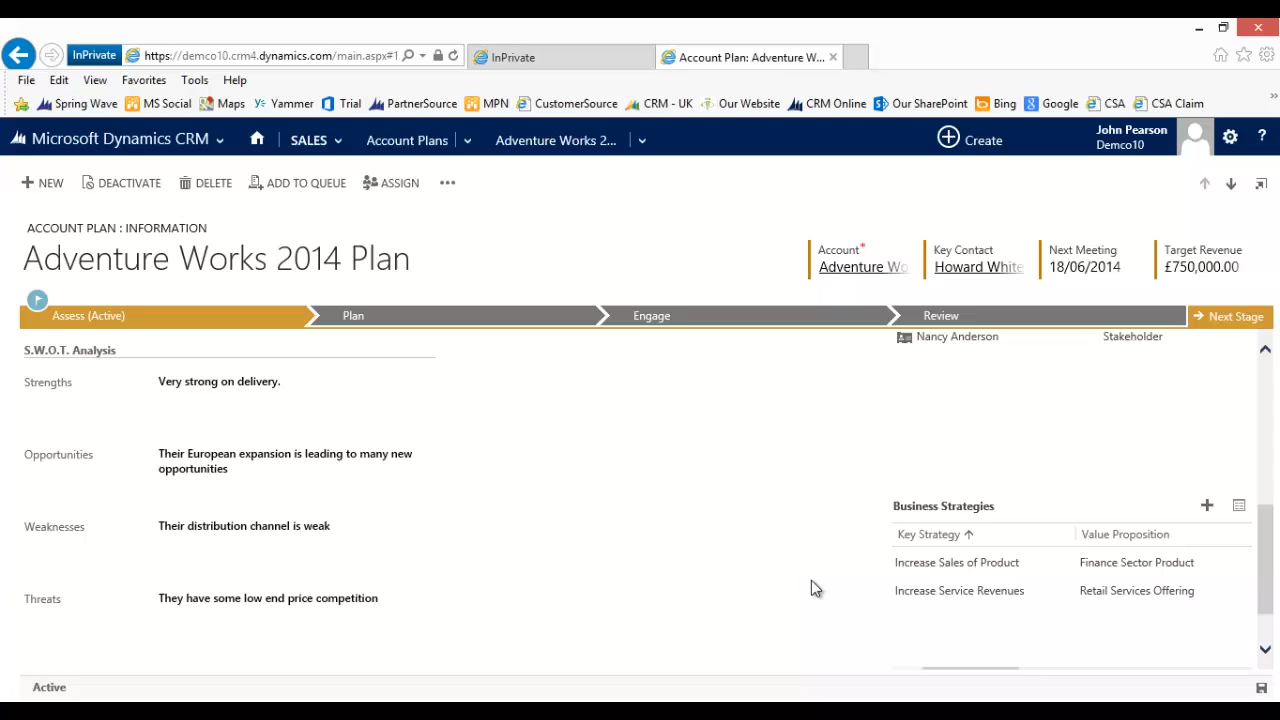 InPrivate
https://demco10.crm4.dynamics.com/main.aspx#1
InPrivate
Account Plan: Adventure W...
File Edit View Favorites Tools Help
Spring Wave MS Social Maps Yammer Trial PartnerSource MPN CustomerSource CRM - UK Our Website CRM Online Our SharePoint Bing Google CSA CSA Claim
Microsoft Dynamics CRM SALES Account Plans Adventure Works 2... Create
John Pearson
Demco10
?
NEW DEACTIVATE DELETE ADD TO QUEUE ASSIGN •••
ACCOUNT PLAN : INFORMATION
Adventure Works 2014 Plan
Account*
Adventure Wo
Key Contact
Howard White
Next Meeting
18/06/2014
Target Revenue
£750,000.00
Assess (Active) Plan Engage Review Next Stage
Nancy Anderson Stakeholder
S.W.O.T. Analysis
Strengths Very strong on delivery.
Opportunities Their European expansion is leading to many new
opportunities
Weaknesses Their distribution channel is weak
Threats They have some low end price competition
Business Strategies
Key Strategy Value Proposition
Increase Sales of Product Finance Sector Product
Increase Service Revenues Retail Services Offering
Active